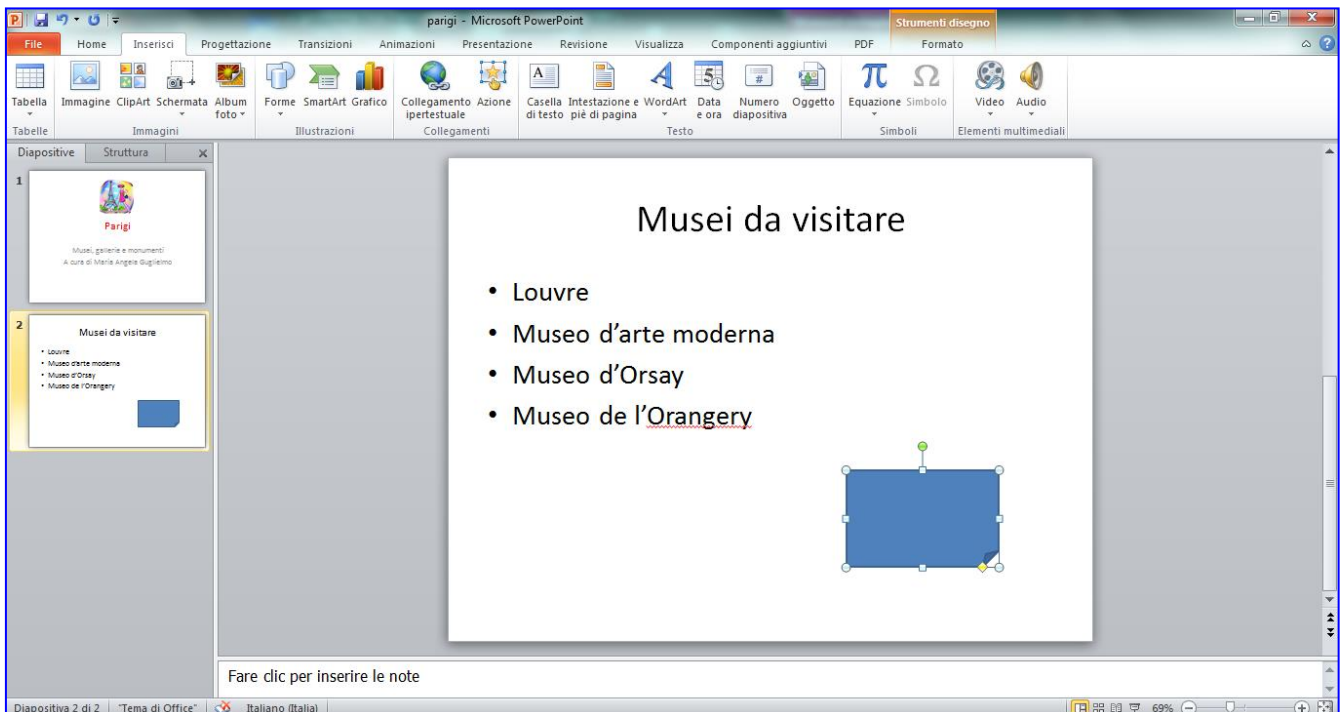 parigi - Microsoft PowerPoint
Strumenti disegno
File Home Inserisci Progettazione Transizioni Animazioni Presentazione Revisione Visualizza Componenti aggiuntivi PDF Formato
Tabella
Immagine ClipArt Schermata Album foto
Forme SmartArt Grafico
Collegamento ipertestuale Azione
Casella di testo Intestazione e piè di pagina WordArt Data e ora Numero diapositiva Oggetto
Equazione Simbolo
Video Audio
Tabelle Immagini Illustrazioni Collegamenti Testo Simboli Elementi multimediali
Diapositive Struttura
1
Parigi
Musei, gallerie e monumenti
A cura di Maria Angela Guglielmo
2
Musei da visitare
• Louvre
• Museo d'arte moderna
• Museo d'Orsay
• Museo de l'Orangery
Musei da visitare
• Louvre
• Museo d’arte moderna
• Museo d’Orsay
• Museo de l’Orangery
Fare clic per inserire le note
Diapositiva 2 di 2 "Tema di Office" Italiano (Italia) 69%